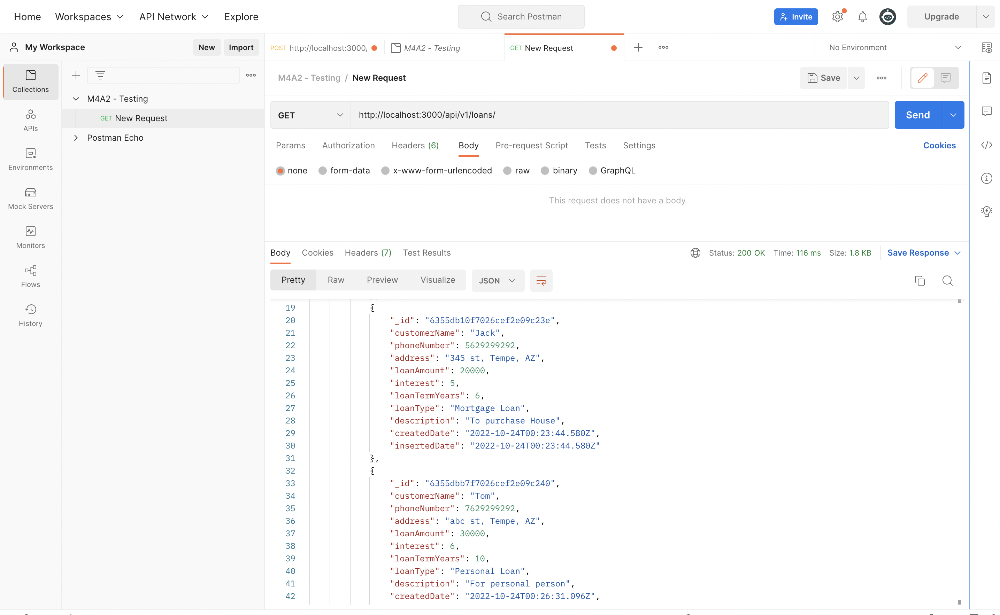 Home Workspaces API Network Explore Search Postman Invite Upgrade
My Workspace New Import
POST http://localhost:3000/ M4A2 - Testing GET New Request No Environment
Collections
APIs
Environments
Mock Servers
Monitors
Flows
History
M4A2 - Testing
GET New Request
Postman Echo
M4A2 - Testing / New Request Save
GET http://localhost:3000/api/v1/loans/ Send
Params Authorization Headers (6) Body Pre-request Script Tests Settings Cookies
none form-data x-www-form-urlencoded raw binary GraphQL
This request does not have a body
Body Cookies Headers (7) Test Results Status: 200 OK Time: 116 ms Size: 1.8 KB Save Response
Pretty Raw Preview Visualize JSON
19 {
20 "_id": "6355db10f7026cef2e09c23e",
21 "customerName": "Jack",
22 "phoneNumber": 5629299292,
23 "address": "345 st, Tempe, AZ",
24 "loanAmount": 20000,
25 "interest": 5,
26 "loanTermYears": 6,
27 "loanType": "Mortgage Loan",
28 "description": "To purchase House",
29 "createdDate": "2022-10-24T00:23:44.580Z",
30 "insertedDate": "2022-10-24T00:23:44.580Z"
31 },
32 {
33 "_id": "6355dbb7f7026cef2e09c240",
34 "customerName": "Tom",
35 "phoneNumber": 7629299292,
36 "address": "abc st, Tempe, AZ",
37 "loanAmount": 30000,
38 "interest": 6,
39 "loanTermYears": 10,
40 "loanType": "Personal Loan",
41 "description": "For personal person",
42 "createdDate": "2022-10-24T00:26:31.096Z",